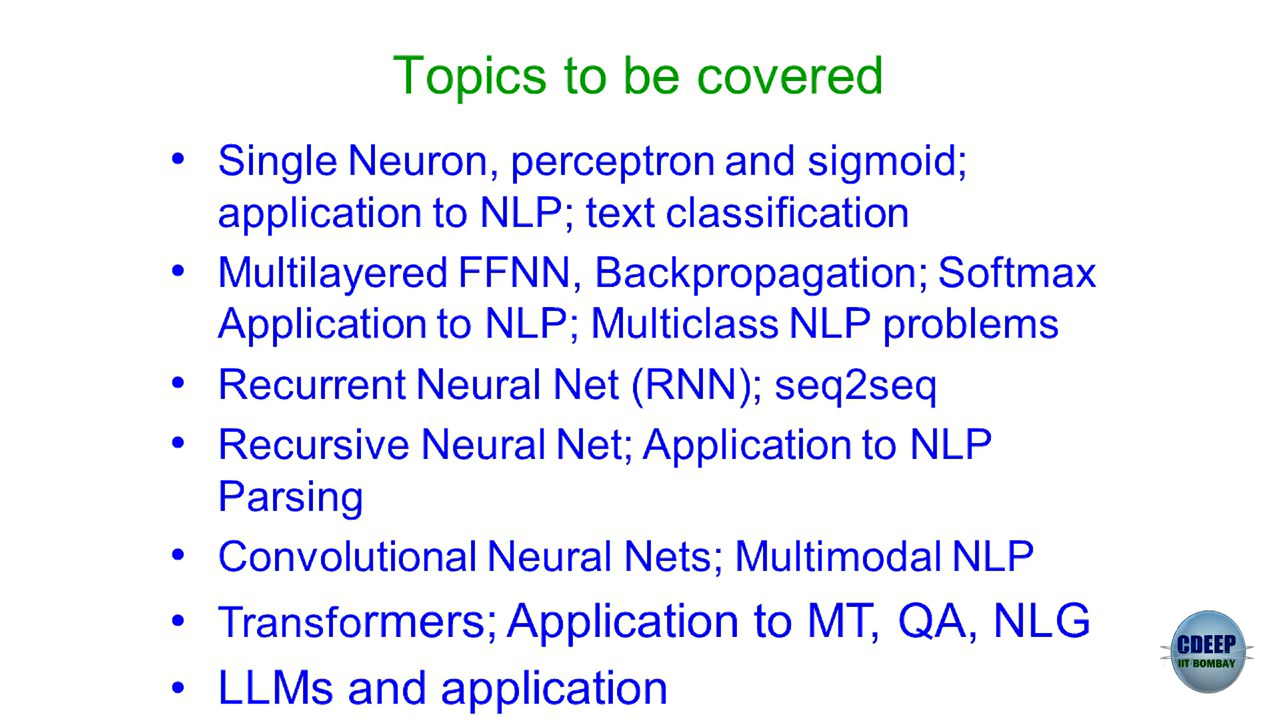 Topics to be covered
• Single Neuron, perceptron and sigmoid;
application to NLP; text classification
• Multilayered FFNN, Backpropagation; Softmax
Application to NLP; Multiclass NLP problems
• Recurrent Neural Net (RNN); seq2seq
• Recursive Neural Net; Application to NLP
Parsing
• Convolutional Neural Nets; Multimodal NLP
• Transformers; Application to MT, QA, NLG
• LLMs and application
CDEEP
IIT BOMBAY